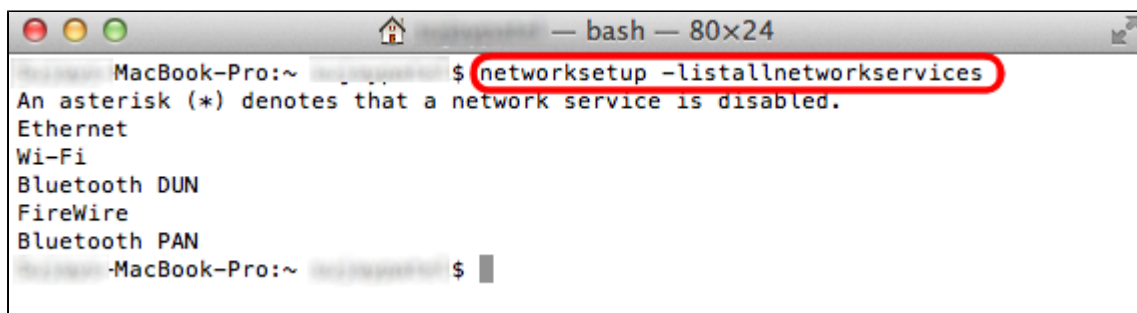 — bash — 80×24
MacBook-Pro:~ $ networksetup -listallnetworkservices
An asterisk (*) denotes that a network service is disabled.
Ethernet
Wi-Fi
Bluetooth DUN
FireWire
Bluetooth PAN
-MacBook-Pro:~ $